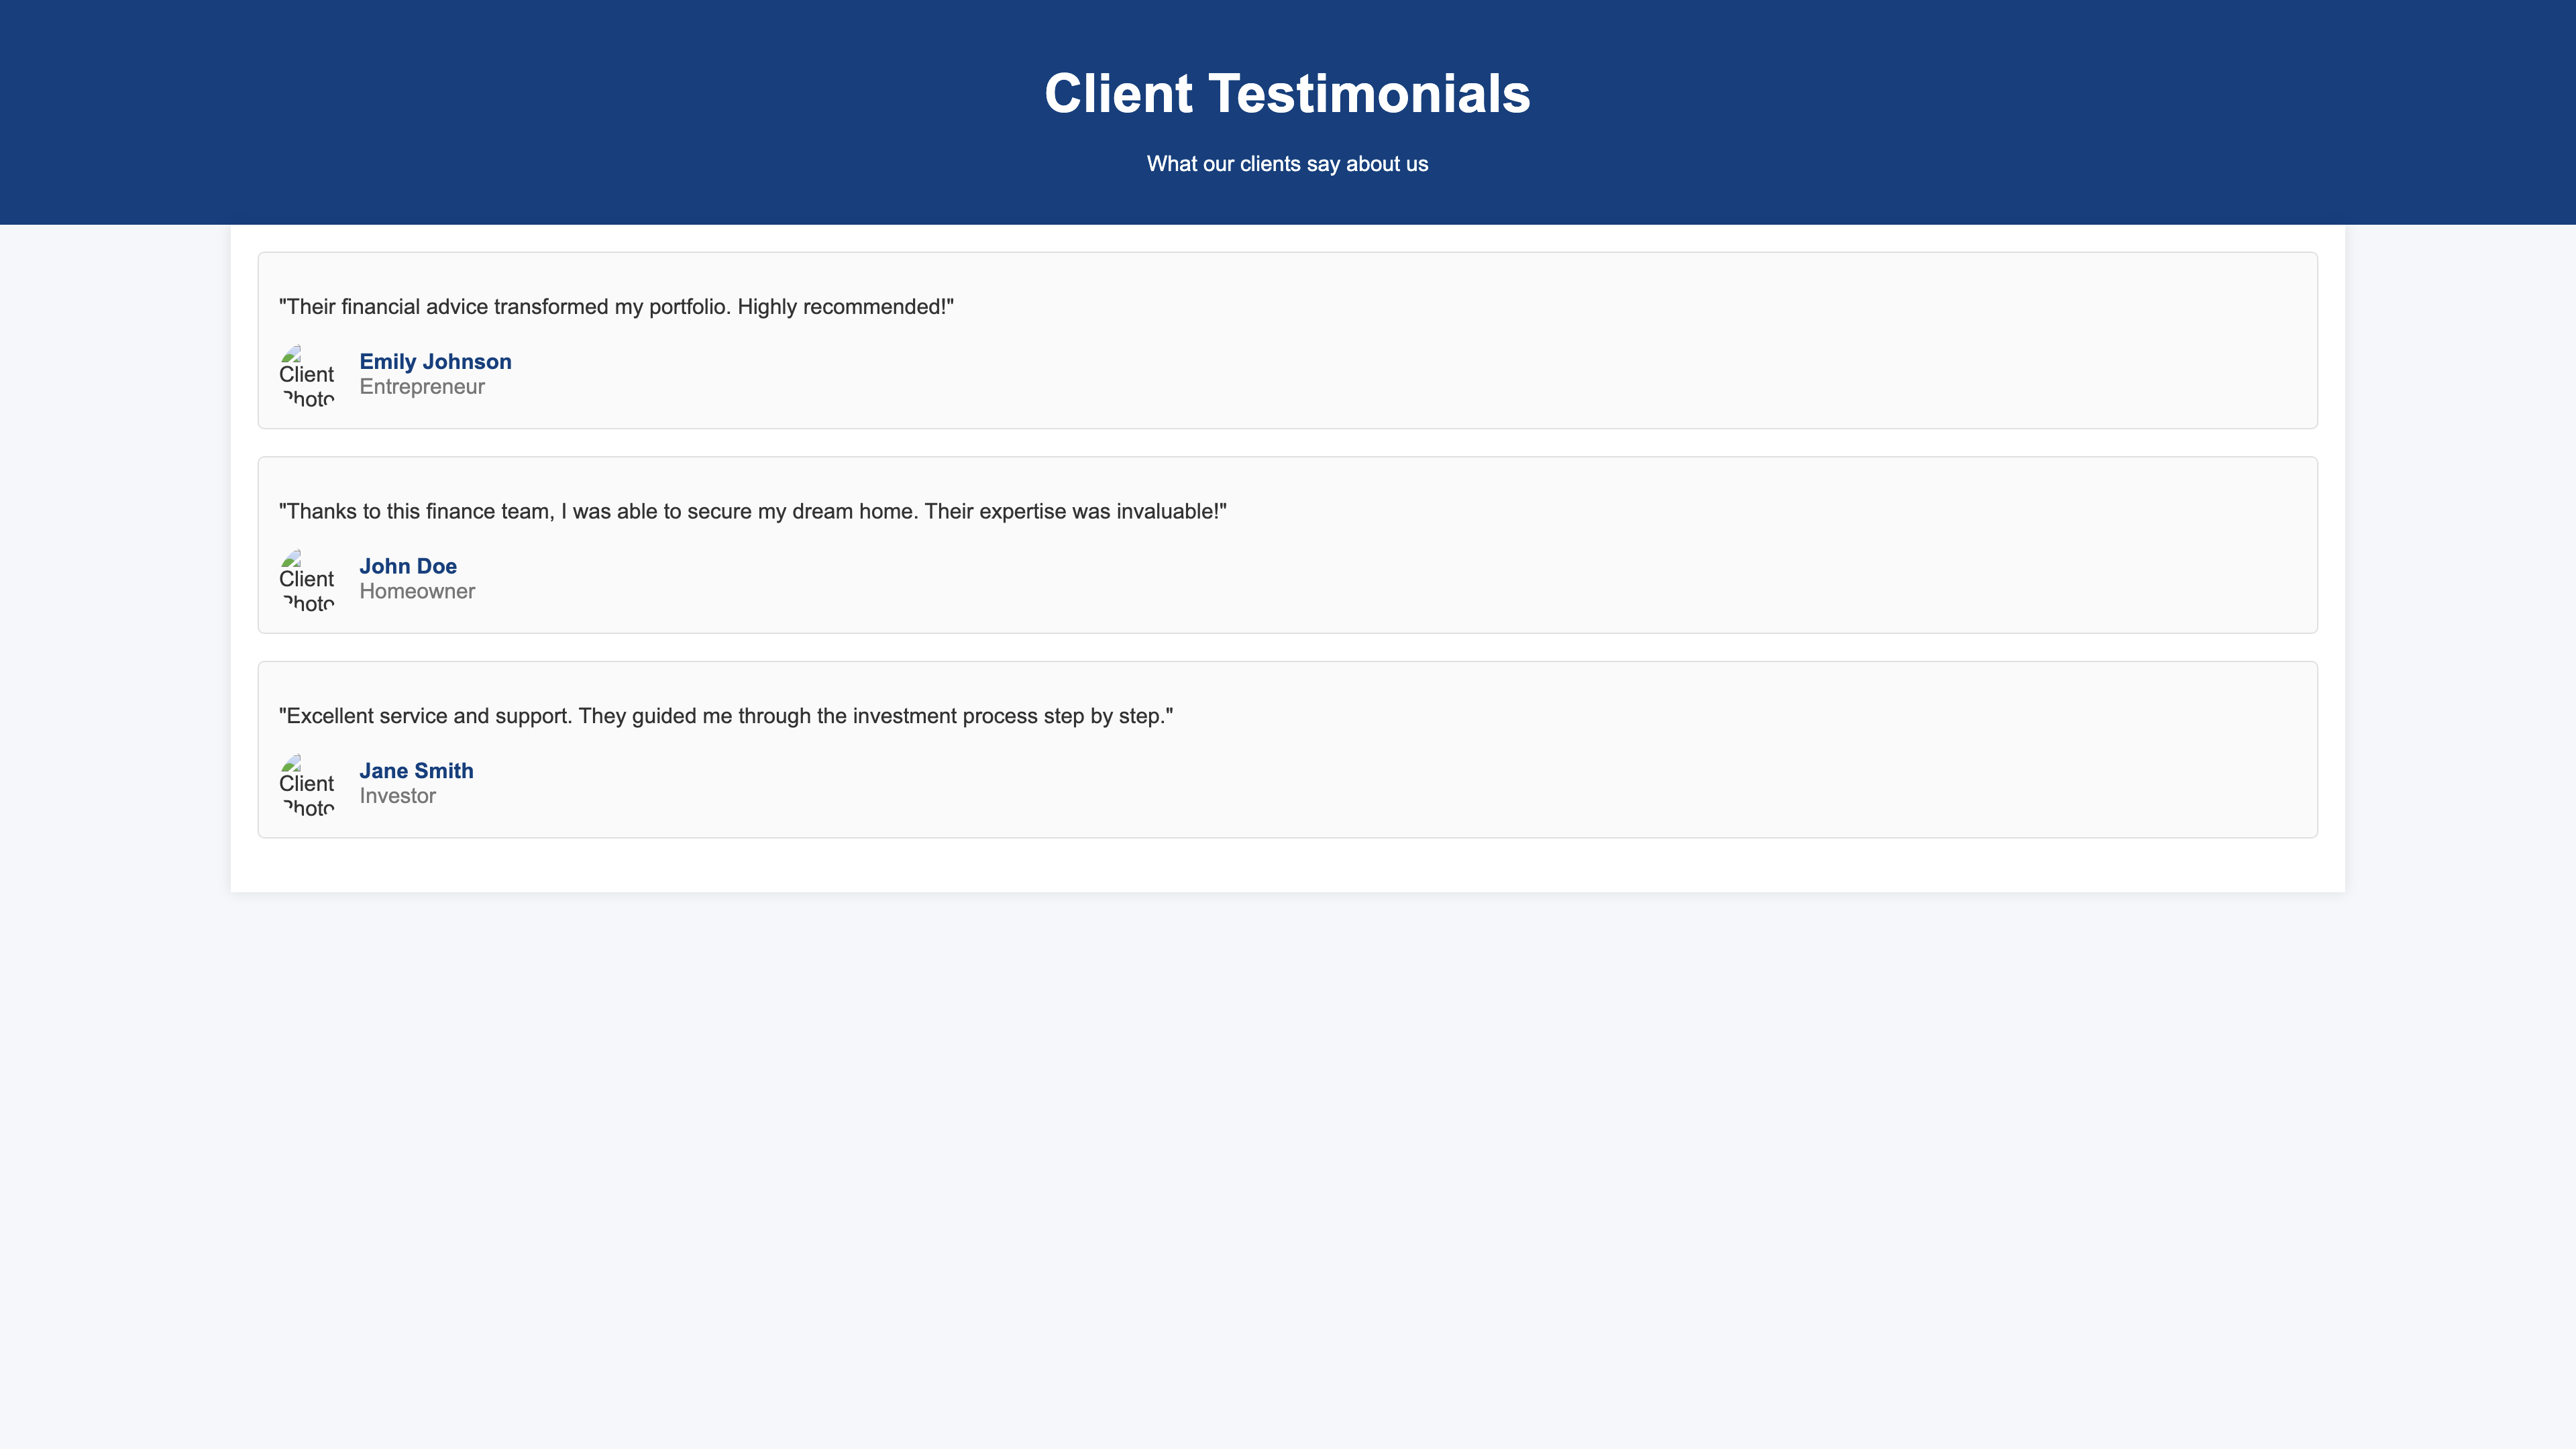 Client Testimonials
What our clients say about us
"Their financial advice transformed my portfolio. Highly recommended!"
Client
Photo
Emily Johnson
Entrepreneur
"Thanks to this finance team, I was able to secure my dream home. Their expertise was invaluable!"
Client
Photo
John Doe
Homeowner
"Excellent service and support. They guided me through the investment process step by step."
Client
Photo
Jane Smith
Investor